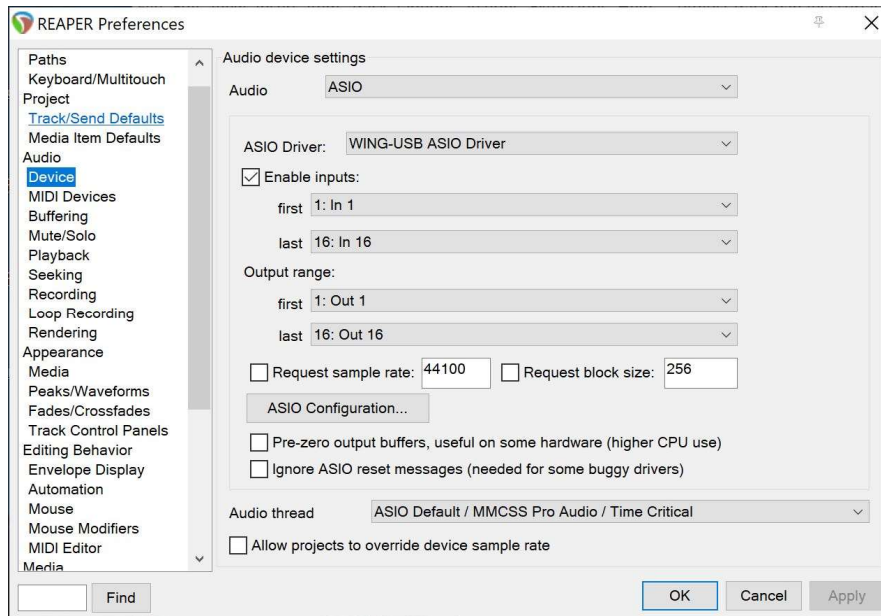 REAPER Preferences
Paths
Keyboard/Multitouch
Project
Track/Send Defaults
Media Item Defaults
Audio
Device
MIDI Devices
Buffering
Mute/Solo
Playback
Seeking
Recording
Loop Recording
Rendering
Appearance
Media
Peaks/Waveforms
Fades/Crossfades
Track Control Panels
Editing Behavior
Envelope Display
Automation
Mouse
Mouse Modifiers
MIDI Editor
Media
Find
Audio device settings
Audio ASIO
ASIO Driver: WING-USB ASIO Driver
Enable inputs:
first 1: In 1
last 16: In 16
Output range:
first 1: Out 1
last 16: Out 16
Request sample rate: 44100 Request block size: 256
ASIO Configuration...
Pre-zero output buffers, useful on some hardware (higher CPU use)
Ignore ASIO reset messages (needed for some buggy drivers)
Audio thread ASIO Default / MMCSS Pro Audio / Time Critical
Allow projects to override device sample rate
OK Cancel Apply